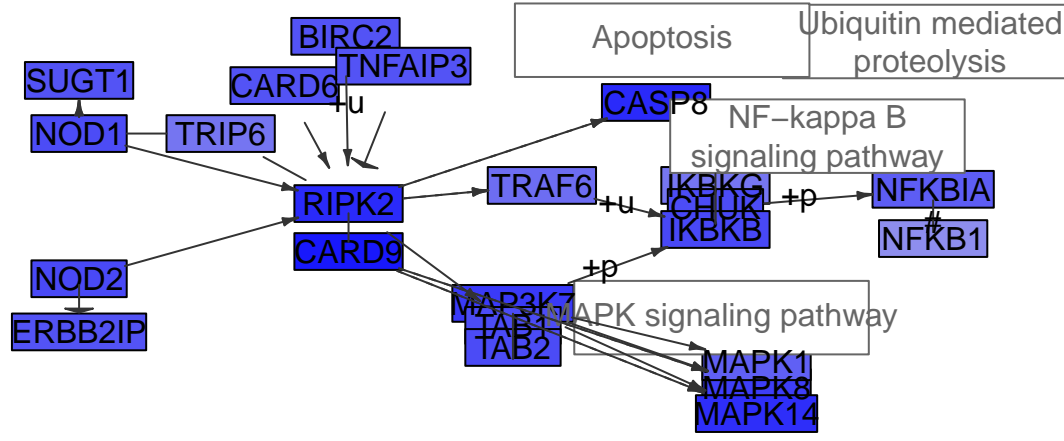 BIRC2
Apoptosis
Ubiquitin mediated
proteolysis
TNFAIP3
SUGT1
CARD6
+u
CASP8
NOD1
TRIP6
NF−kappa B
signaling pathway
RIPK2
TRAF6
+u
IKBKG
CHUK
IKBKB
+p
NFKBIA
#
NFKB1
CARD9
NOD2
+p
MAP3K7
TAB1
TAB2
MAPK signaling pathway
ERBB2IP
MAPK1
MAPK8
MAPK14